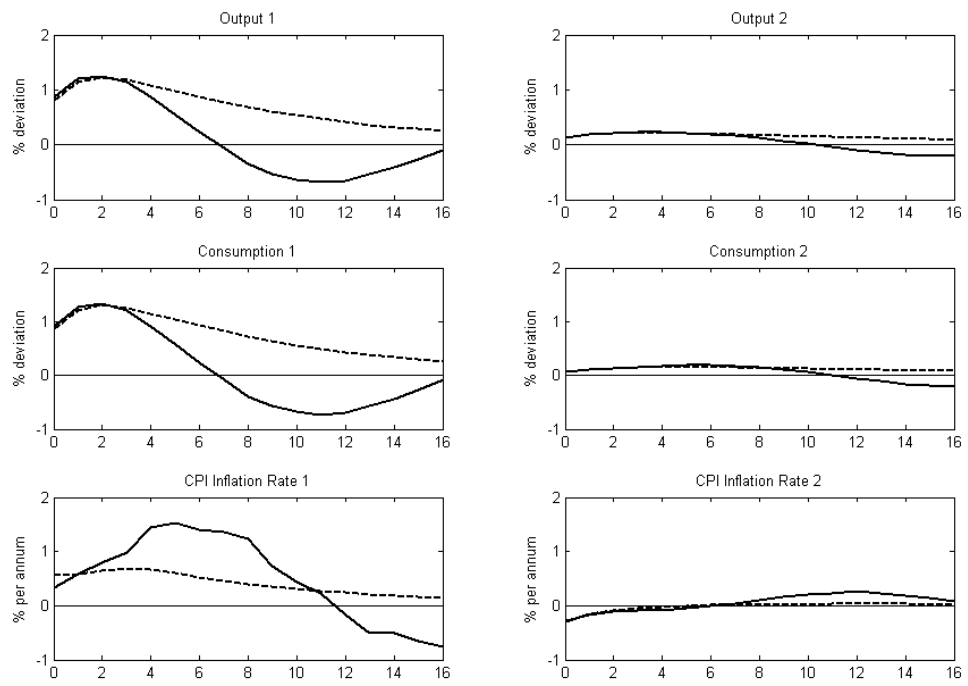 Output 1
% deviation
2
1
0
-1
0 2 4 6 8 10 12 14 16
Output 2
% deviation
2
1
0
-1
0 2 4 6 8 10 12 14 16
Consumption 1
% deviation
2
1
0
-1
0 2 4 6 8 10 12 14 16
Consumption 2
% deviation
2
1
0
-1
0 2 4 6 8 10 12 14 16
CPI Inflation Rate 1
% per annum
2
1
0
-1
0 2 4 6 8 10 12 14 16
CPI Inflation Rate 2
% per annum
2
1
0
-1
0 2 4 6 8 10 12 14 16